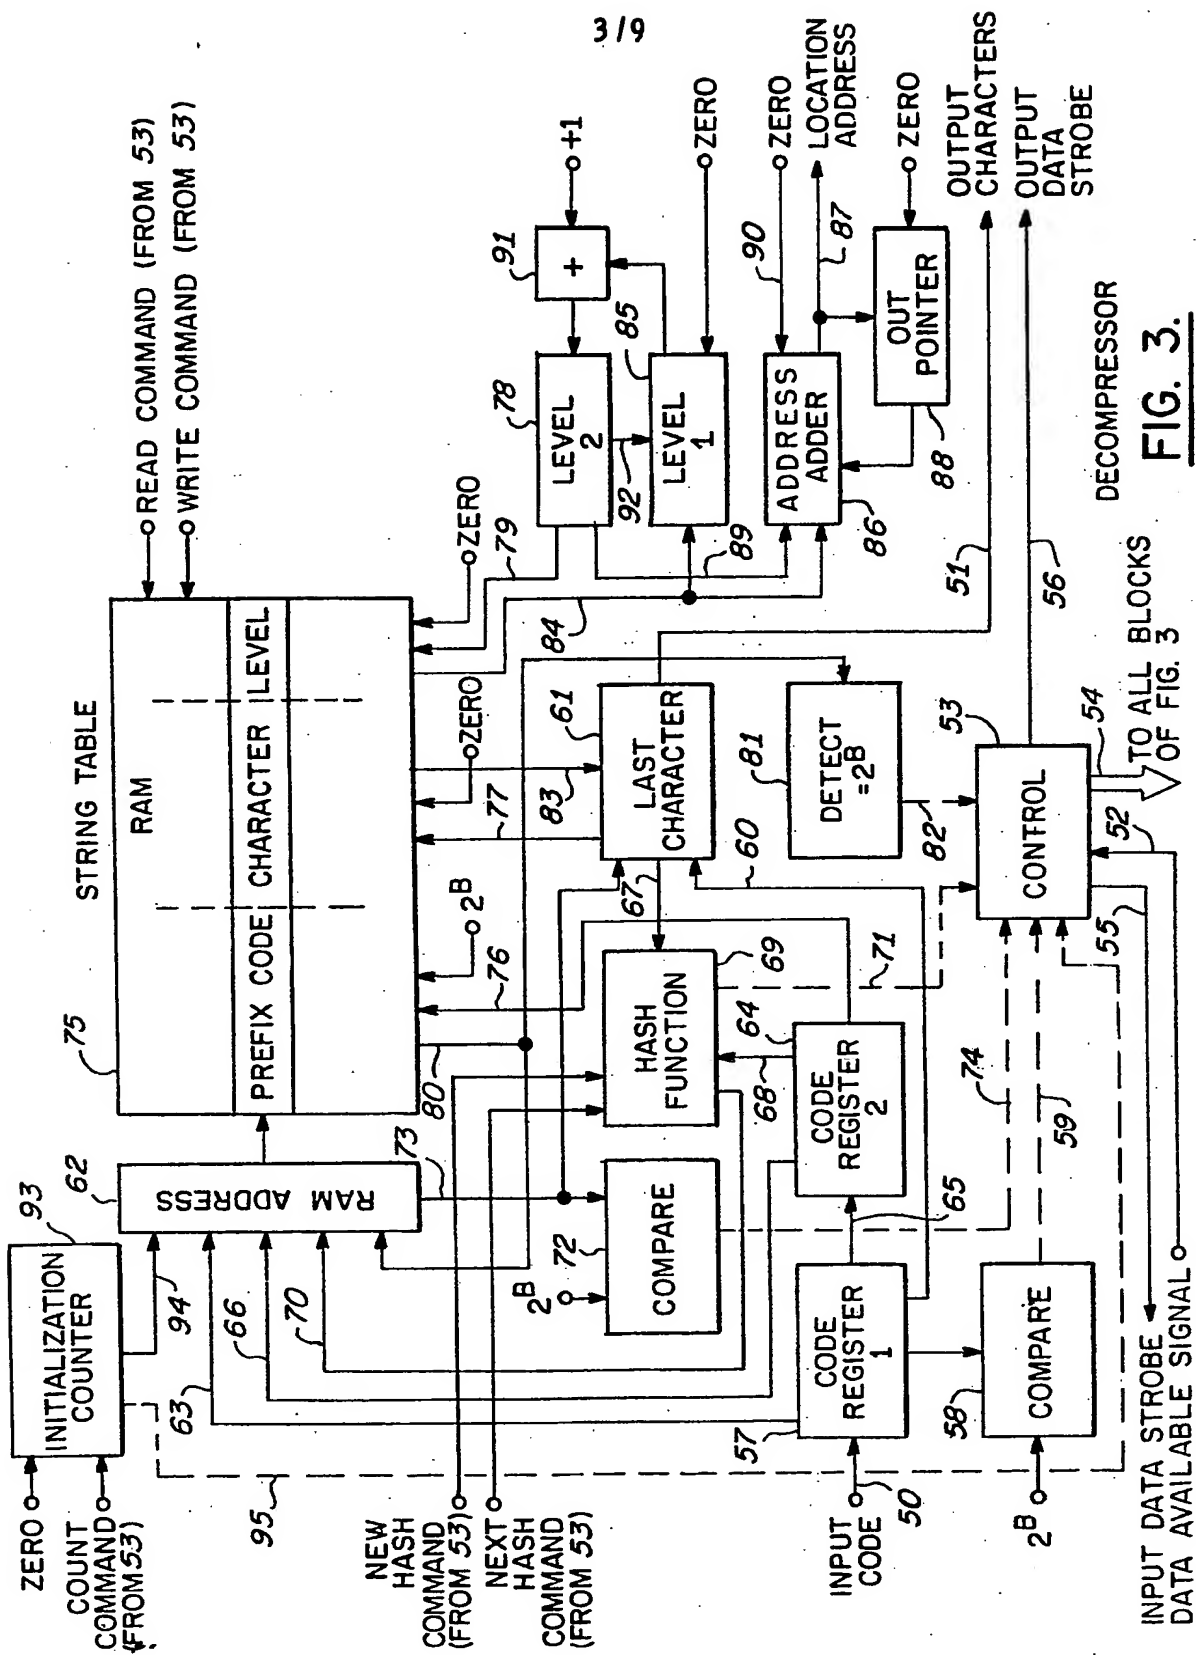 3/9
STRING TABLE
75
RAM
PREFIX CODE
CHARACTER
LEVEL
READ COMMAND (FROM 53)
WRITE COMMAND (FROM 53)
93
INITIALIZATION
COUNTER
ZERO
COUNT
COMMAND
(FROM 53)
94
95
62
RAM ADDRESS
63
66
70
73
80
76
2B
77
83
ZERO
84
79
ZERO
78
LEVEL
2
91
+
+1
92
85
LEVEL
1
ZERO
89
ADDRESS
ADDER
86
90
ZERO
87
LOCATION
ADDRESS
OUT
POINTER
88
ZERO
NEW
HASH
COMMAND
(FROM 53)
NEXT
HASH
COMMAND
(FROM 53)
2B
72
COMPARE
HASH
FUNCTION
69
67
LAST
CHARACTER
61
60
68
71
INPUT
CODE
50
57
CODE
REGISTER
1
65
CODE
REGISTER
2
64
81
DETECT
=2B
82
51
OUTPUT
CHARACTERS
2B
58
COMPARE
59
74
CONTROL
53
56
OUTPUT
DATA
STROBE
55
52
54
TO ALL BLOCKS
OF FIG. 3
INPUT DATA STROBE
DATA AVAILABLE SIGNAL
DECOMPRESSOR
FIG. 3.